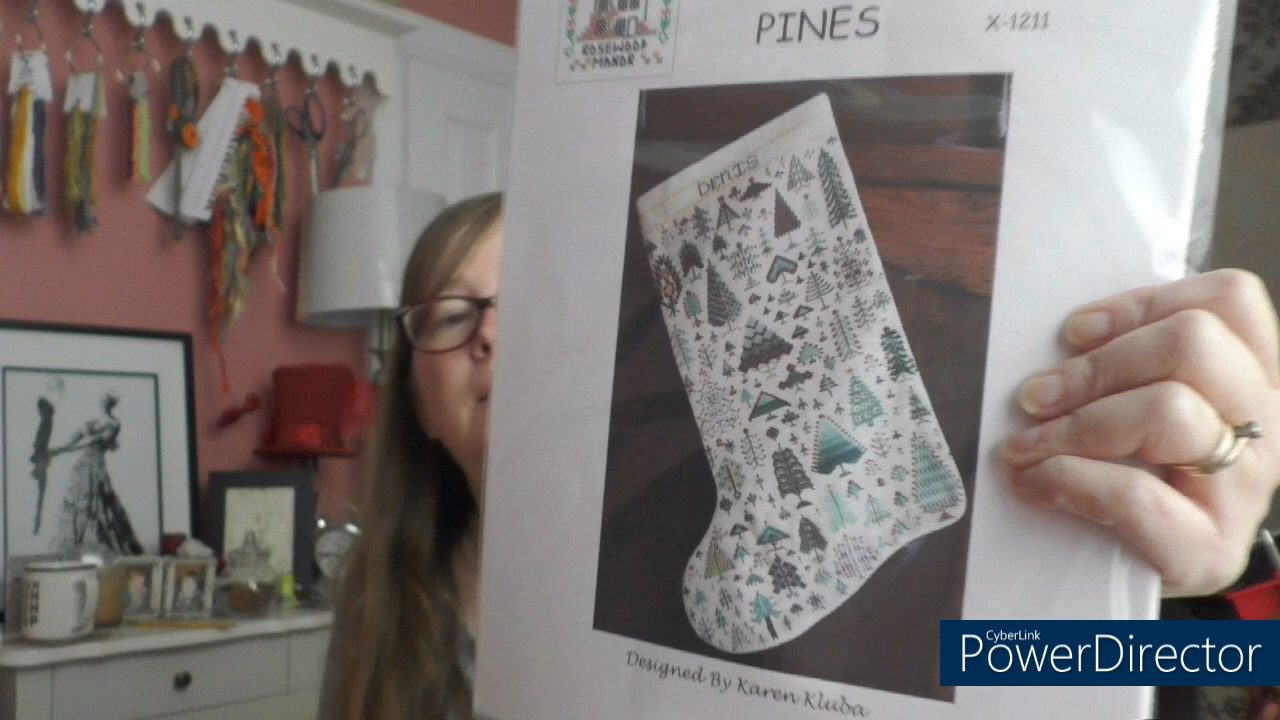 PINES
X-1211
ROSEWOOD
MANOR
DENIS
Designed By Karen Kluba
CyberLink
PowerDirector